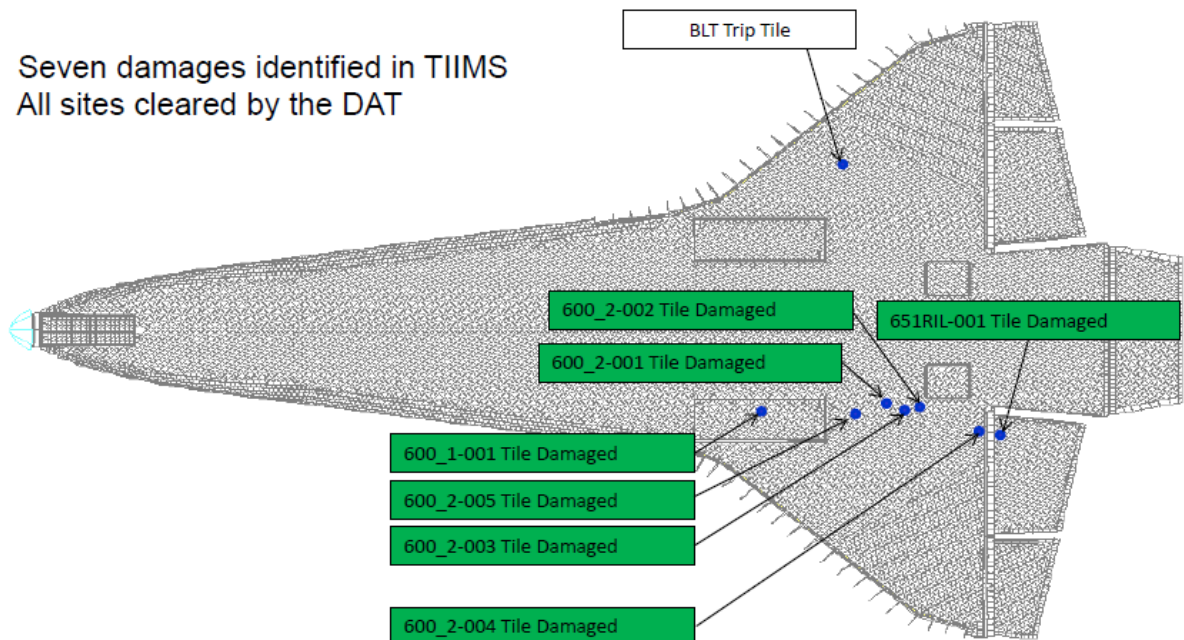 Seven damages identified in TIIMS
All sites cleared by the DAT
BLT Trip Tile
600_2-002 Tile Damaged
651RIL-001 Tile Damaged
600_2-001 Tile Damaged
600_1-001 Tile Damaged
600_2-005 Tile Damaged
600_2-003 Tile Damaged
600_2-004 Tile Damaged